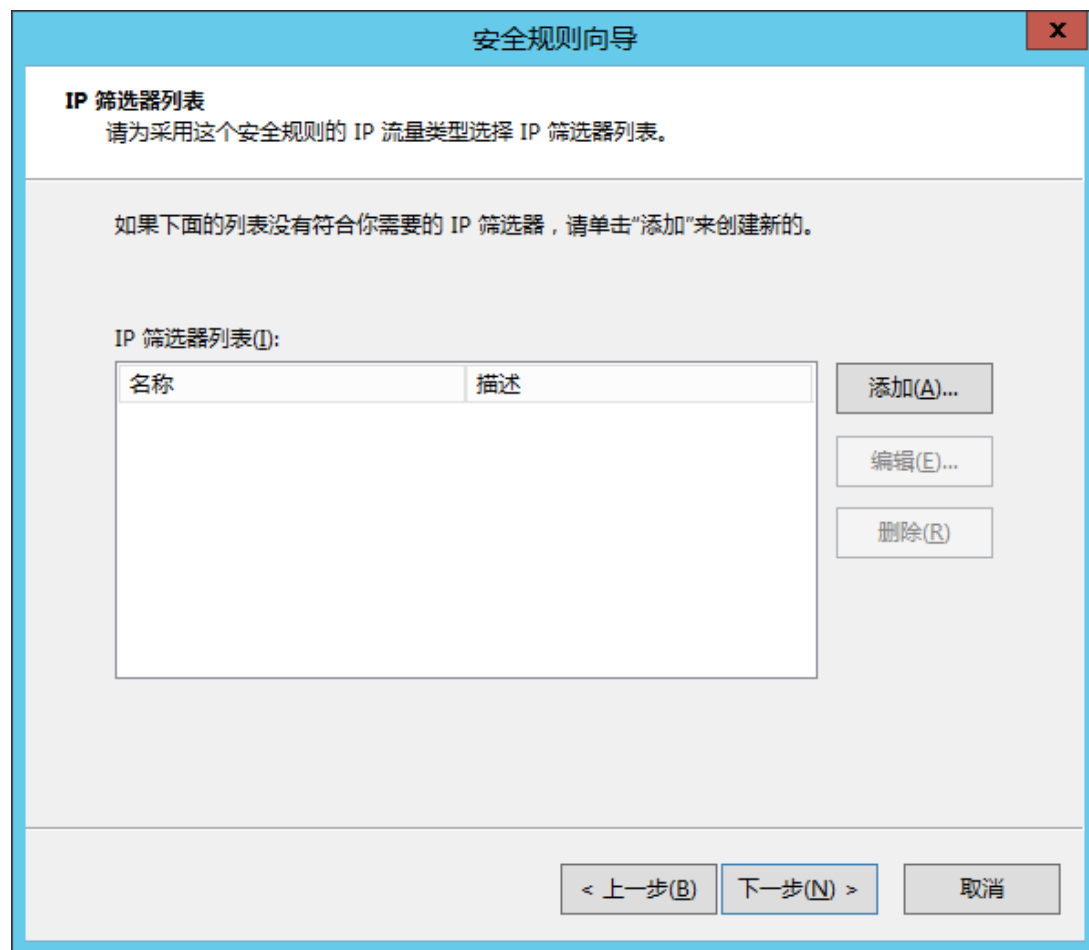 安全规则向导
x
IP 筛选器列表
请为采用这个安全规则的 IP 流量类型选择 IP 筛选器列表。
如果下面的列表没有符合你需要的 IP 筛选器，请单击"添加"来创建新的。
IP 筛选器列表(I):
名称 描述
添加(A)...
编辑(E)...
删除(R)
< 上一步(B) 下一步(N) > 取消